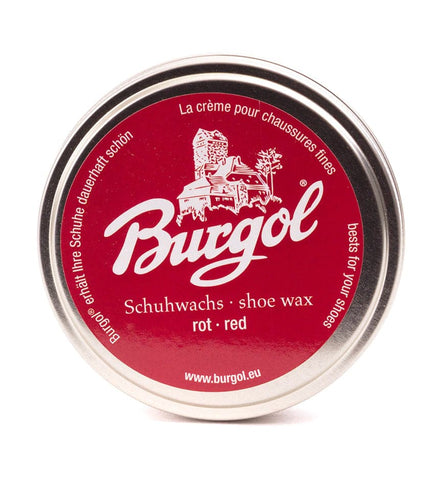 La crème pour chaussures fines
Burgol® erhält Ihre Schuhe dauerhaft schön
bests for your shoes
Burgol®
Schuhwachs · shoe wax
rot · red
www.burgol.eu